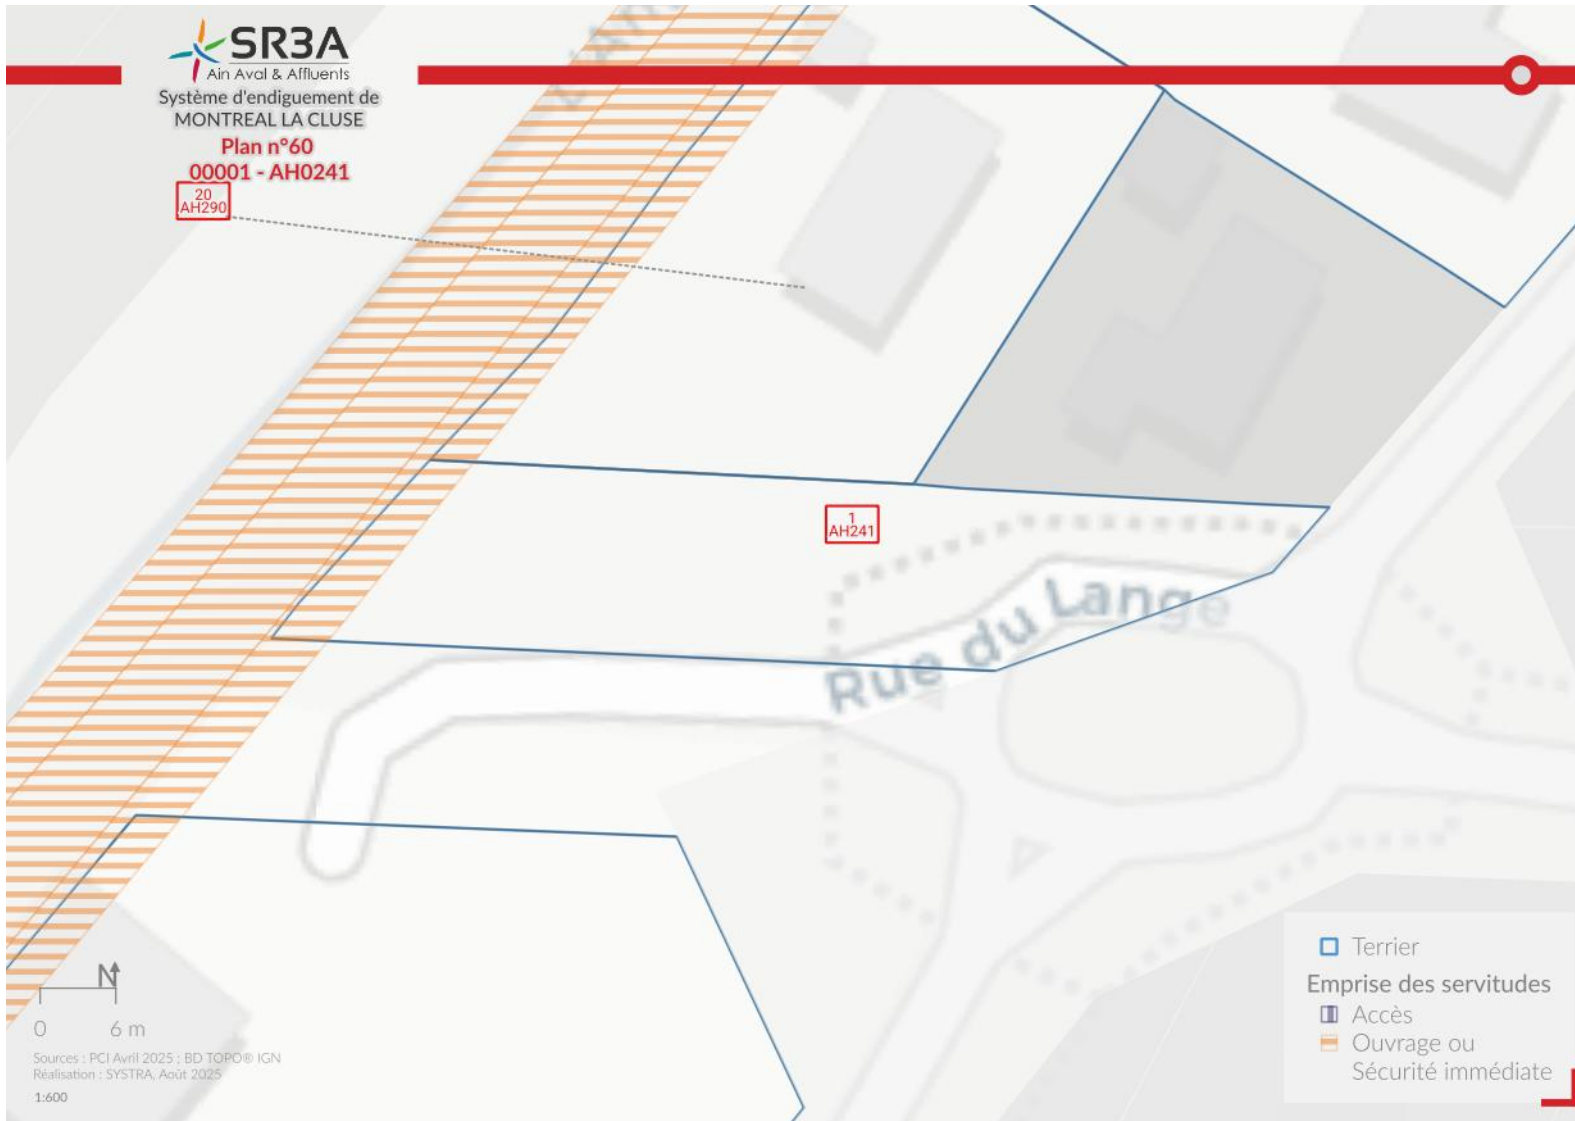 SR3A
Ain Aval & Affluents
Système d'endiguement de
MONTREAL LA CLUSE
Plan n°60
00001 - AH0241
20
AH290
1
AH241
Rue du Lange
N
0 6 m
Sources : PCI Avril 2025 ; BD TOPO® IGN
Réalisation : SYSTRA, Août 2025
1:600
Terrier
Emprise des servitudes
Accès
Ouvrage ou
Sécurité immédiate